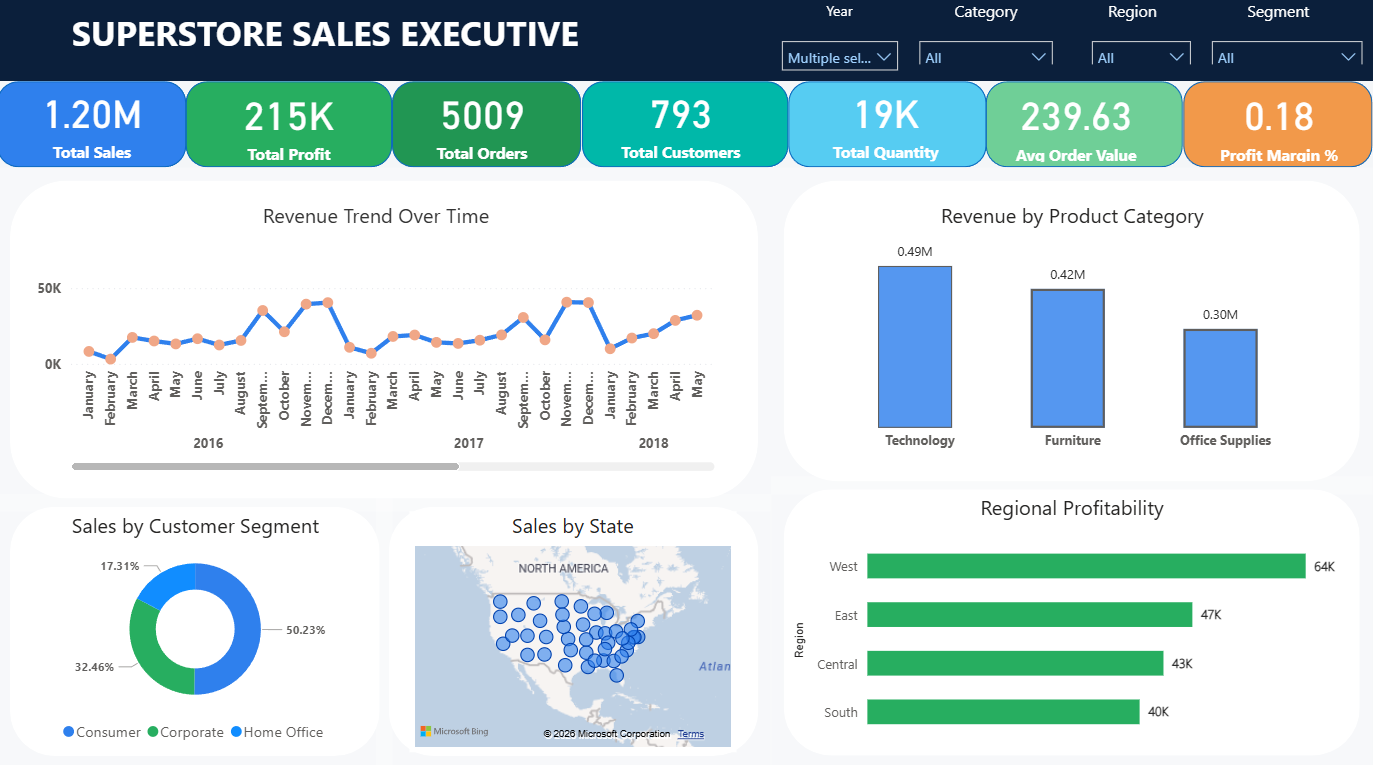 SUPERSTORE SALES EXECUTIVE
Year
Category
Region
Segment
Multiple sel...
All
All
All
1.20M
Total Sales
215K
Total Profit
5009
Total Orders
793
Total Customers
19K
Total Quantity
239.63
Avg Order Value
0.18
Profit Margin %
Revenue Trend Over Time
50K
0K
January
February
March
April
May
June
July
August
Septem...
October
Novem...
Decem...
January
February
March
April
May
June
July
August
Septem...
October
Novem...
Decem...
January
February
March
April
May
2016
2017
2018
Revenue by Product Category
0.49M
0.42M
0.30M
Technology
Furniture
Office Supplies
Sales by Customer Segment
17.31%
50.23%
32.46%
Consumer
Corporate
Home Office
Sales by State
NORTH AMERICA
Atlan
Microsoft Bing
© 2026 Microsoft Corporation
Terms
Regional Profitability
Region
West
64K
East
47K
Central
43K
South
40K